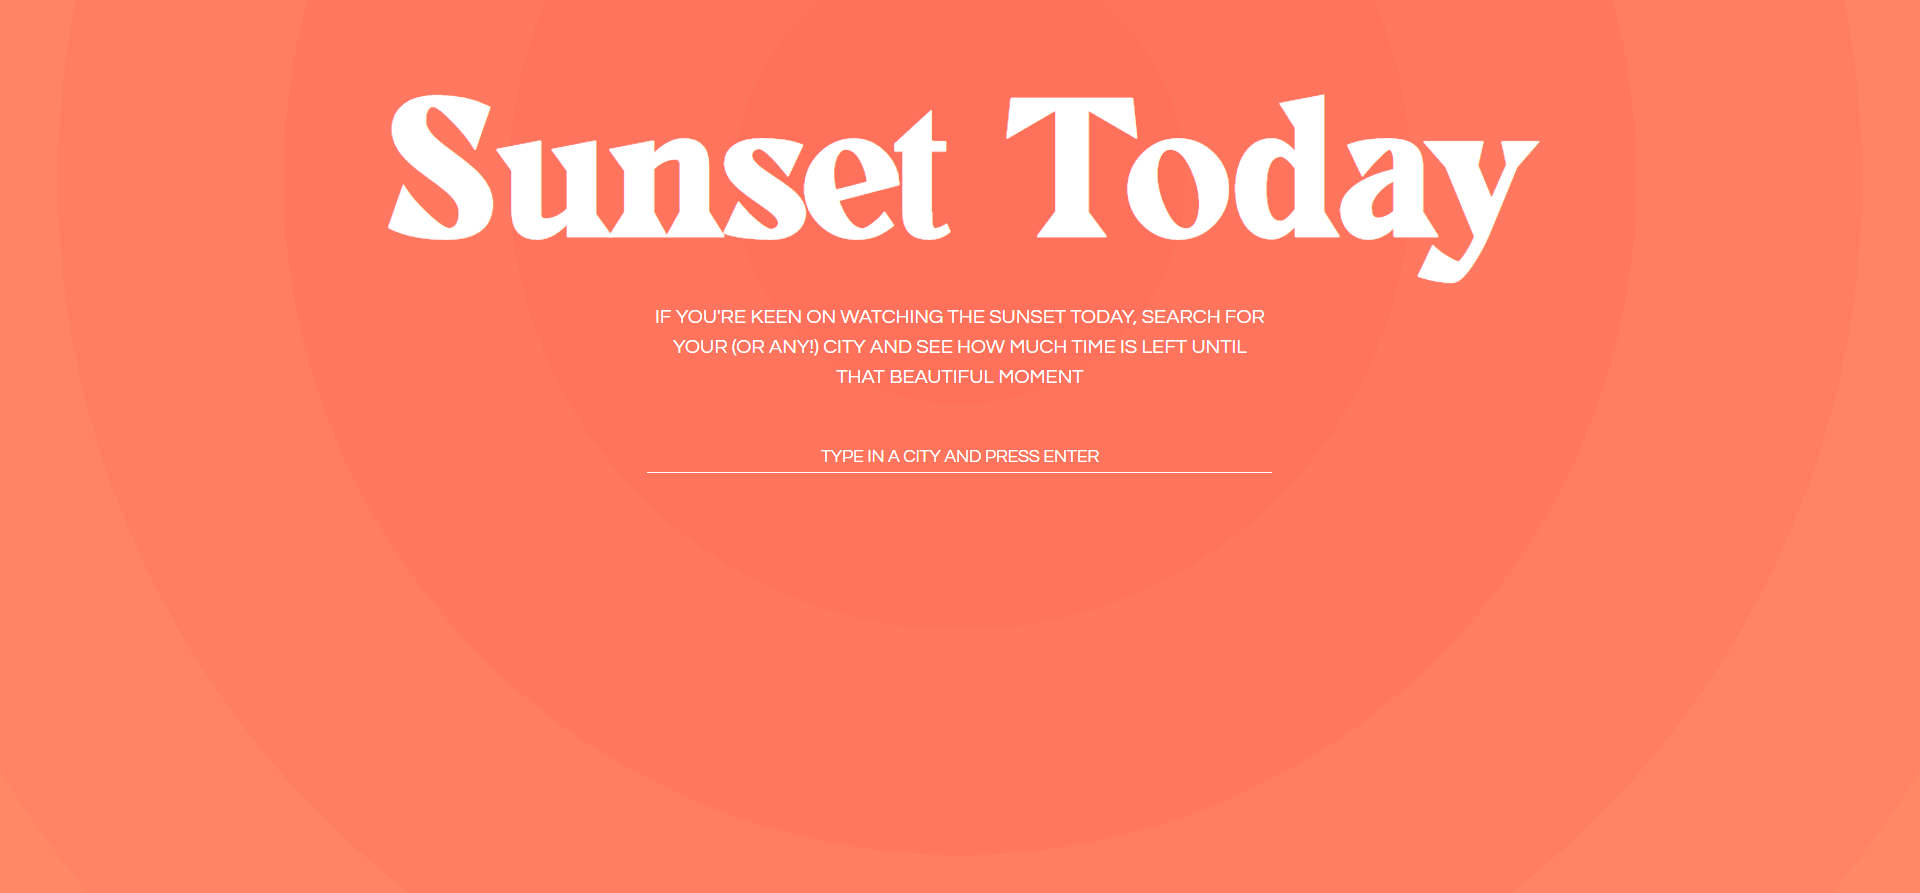 Sunset Today
IF YOU'RE KEEN ON WATCHING THE SUNSET TODAY, SEARCH FOR
YOUR (OR ANY!) CITY AND SEE HOW MUCH TIME IS LEFT UNTIL
THAT BEAUTIFUL MOMENT
TYPE IN A CITY AND PRESS ENTER